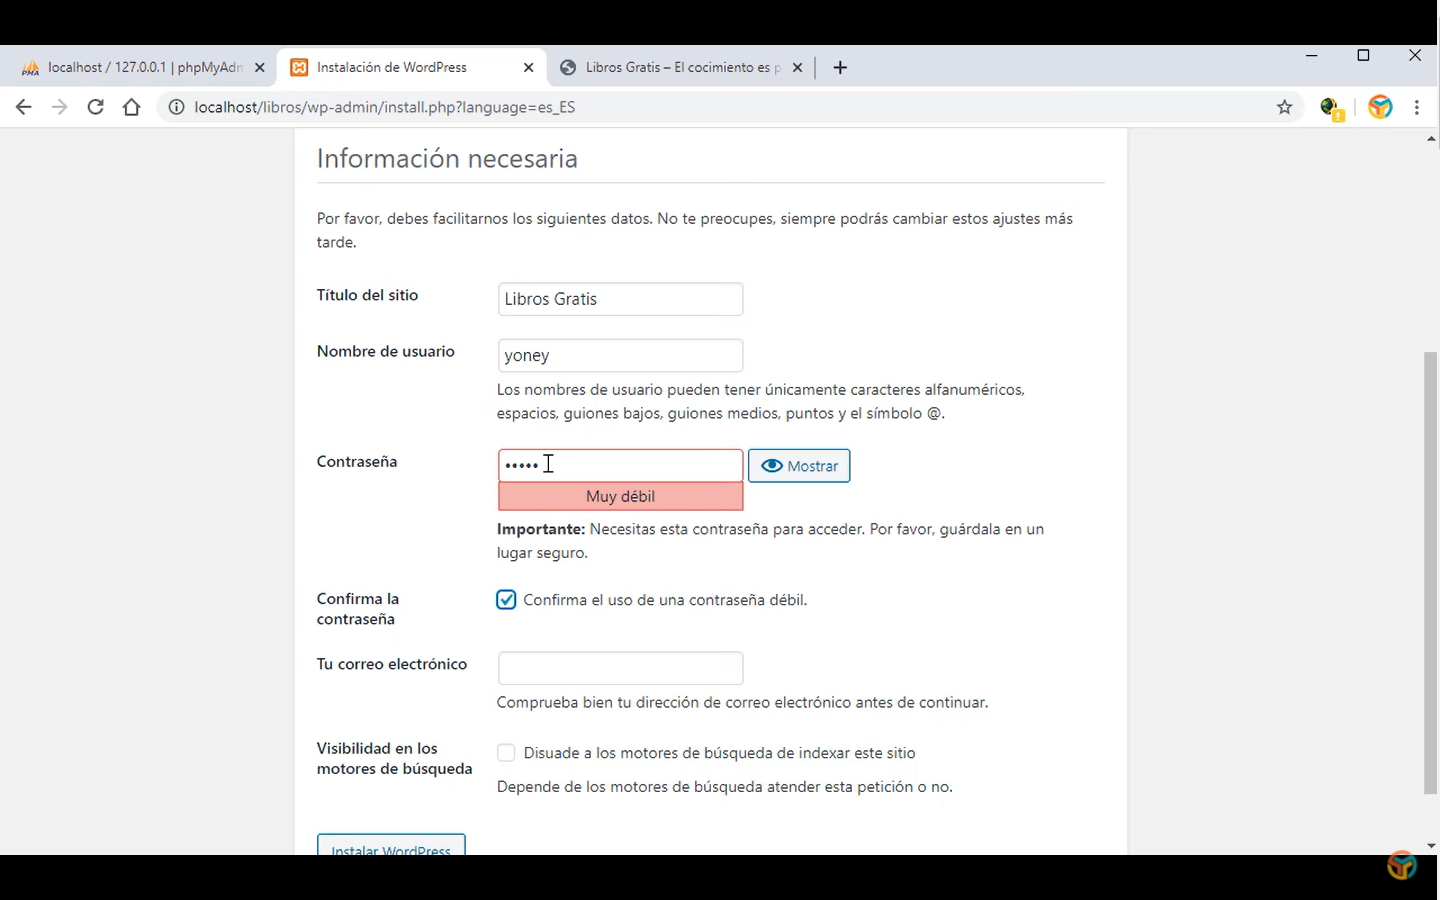 localhost / 127.0.0.1 | phpMyAdm
Instalación de WordPress
Libros Gratis – El cocimiento es p
localhost/libros/wp-admin/install.php?language=es_ES
Información necesaria
Por favor, debes facilitarnos los siguientes datos. No te preocupes, siempre podrás cambiar estos ajustes más
tarde.
Título del sitio
Libros Gratis
Nombre de usuario
yoney
Los nombres de usuario pueden tener únicamente caracteres alfanuméricos,
espacios, guiones bajos, guiones medios, puntos y el símbolo @.
Contraseña
•••••
Mostrar
Muy débil
Importante: Necesitas esta contraseña para acceder. Por favor, guárdala en un
lugar seguro.
Confirma la
contraseña
Confirma el uso de una contraseña débil.
Tu correo electrónico
Comprueba bien tu dirección de correo electrónico antes de continuar.
Visibilidad en los
motores de búsqueda
Disuade a los motores de búsqueda de indexar este sitio
Depende de los motores de búsqueda atender esta petición o no.
Instalar WordPress